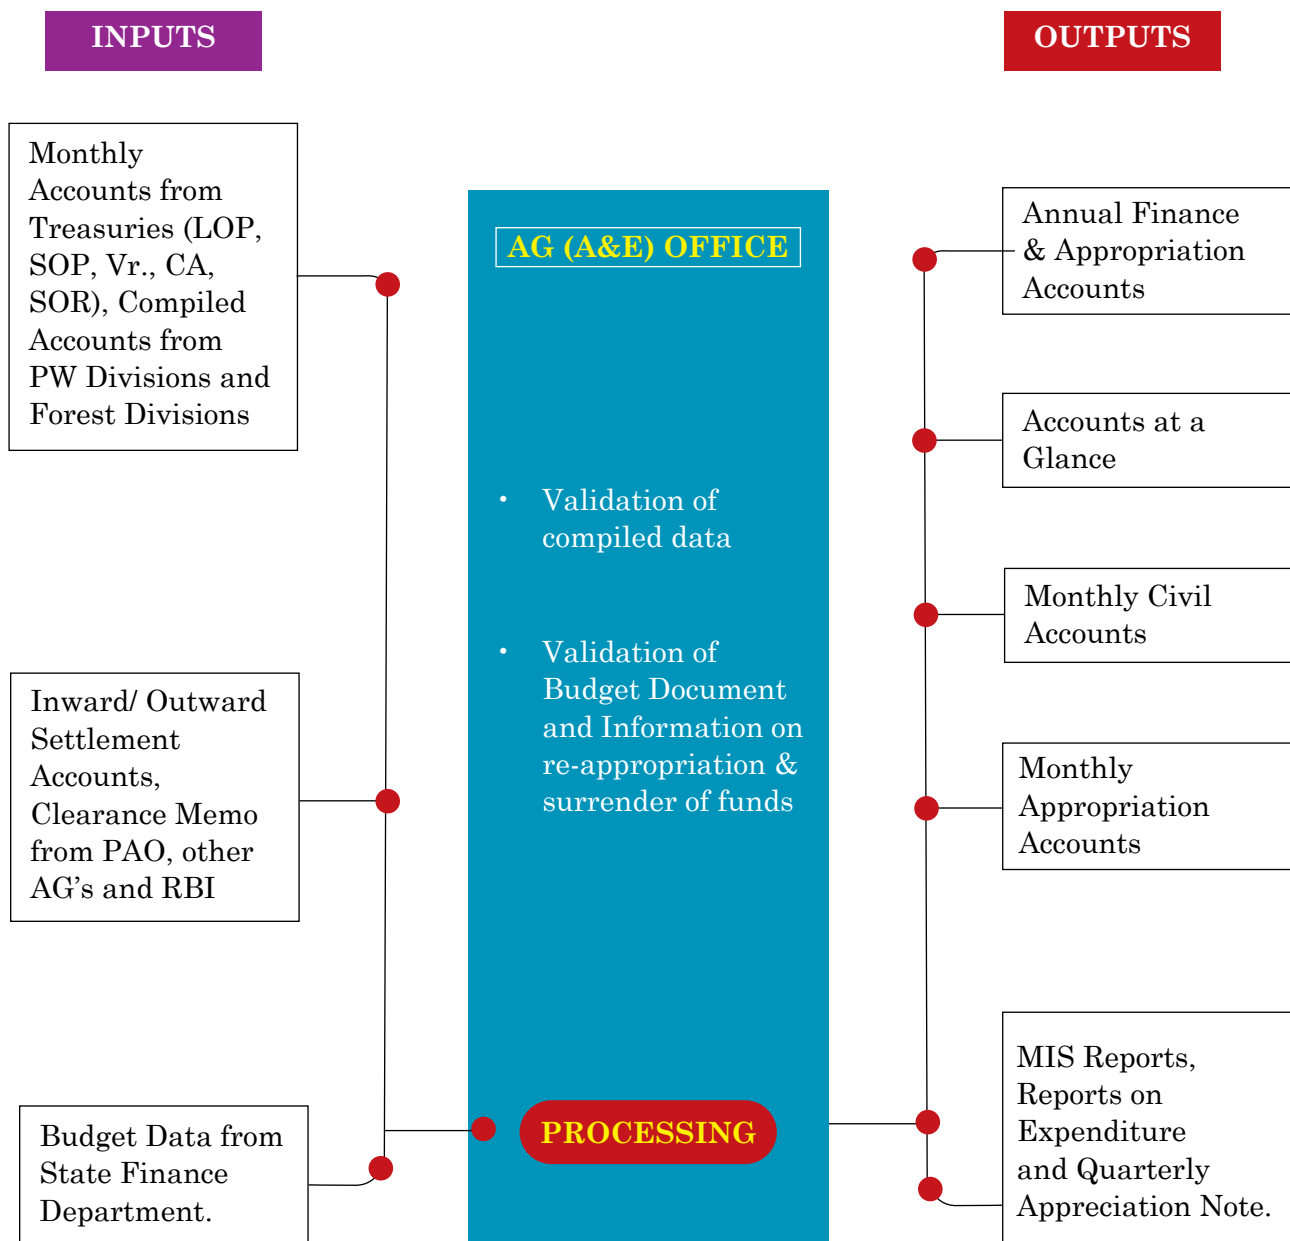 INPUTS
OUTPUTS
Monthly
Accounts from
Treasuries (LOP,
SOP, Vr., CA,
SOR), Compiled
Accounts from
PW Divisions and
Forest Divisions
Inward/ Outward
Settlement
Accounts,
Clearance Memo
from PAO, other
AG’s and RBI
Budget Data from
State Finance
Department.
AG (A&E) OFFICE
• Validation of
compiled data
• Validation of
Budget Document
and Information on
re-appropriation &
surrender of funds
PROCESSING
Annual Finance
& Appropriation
Accounts
Accounts at a
Glance
Monthly Civil
Accounts
Monthly
Appropriation
Accounts
MIS Reports,
Reports on
Expenditure
and Quarterly
Appreciation Note.